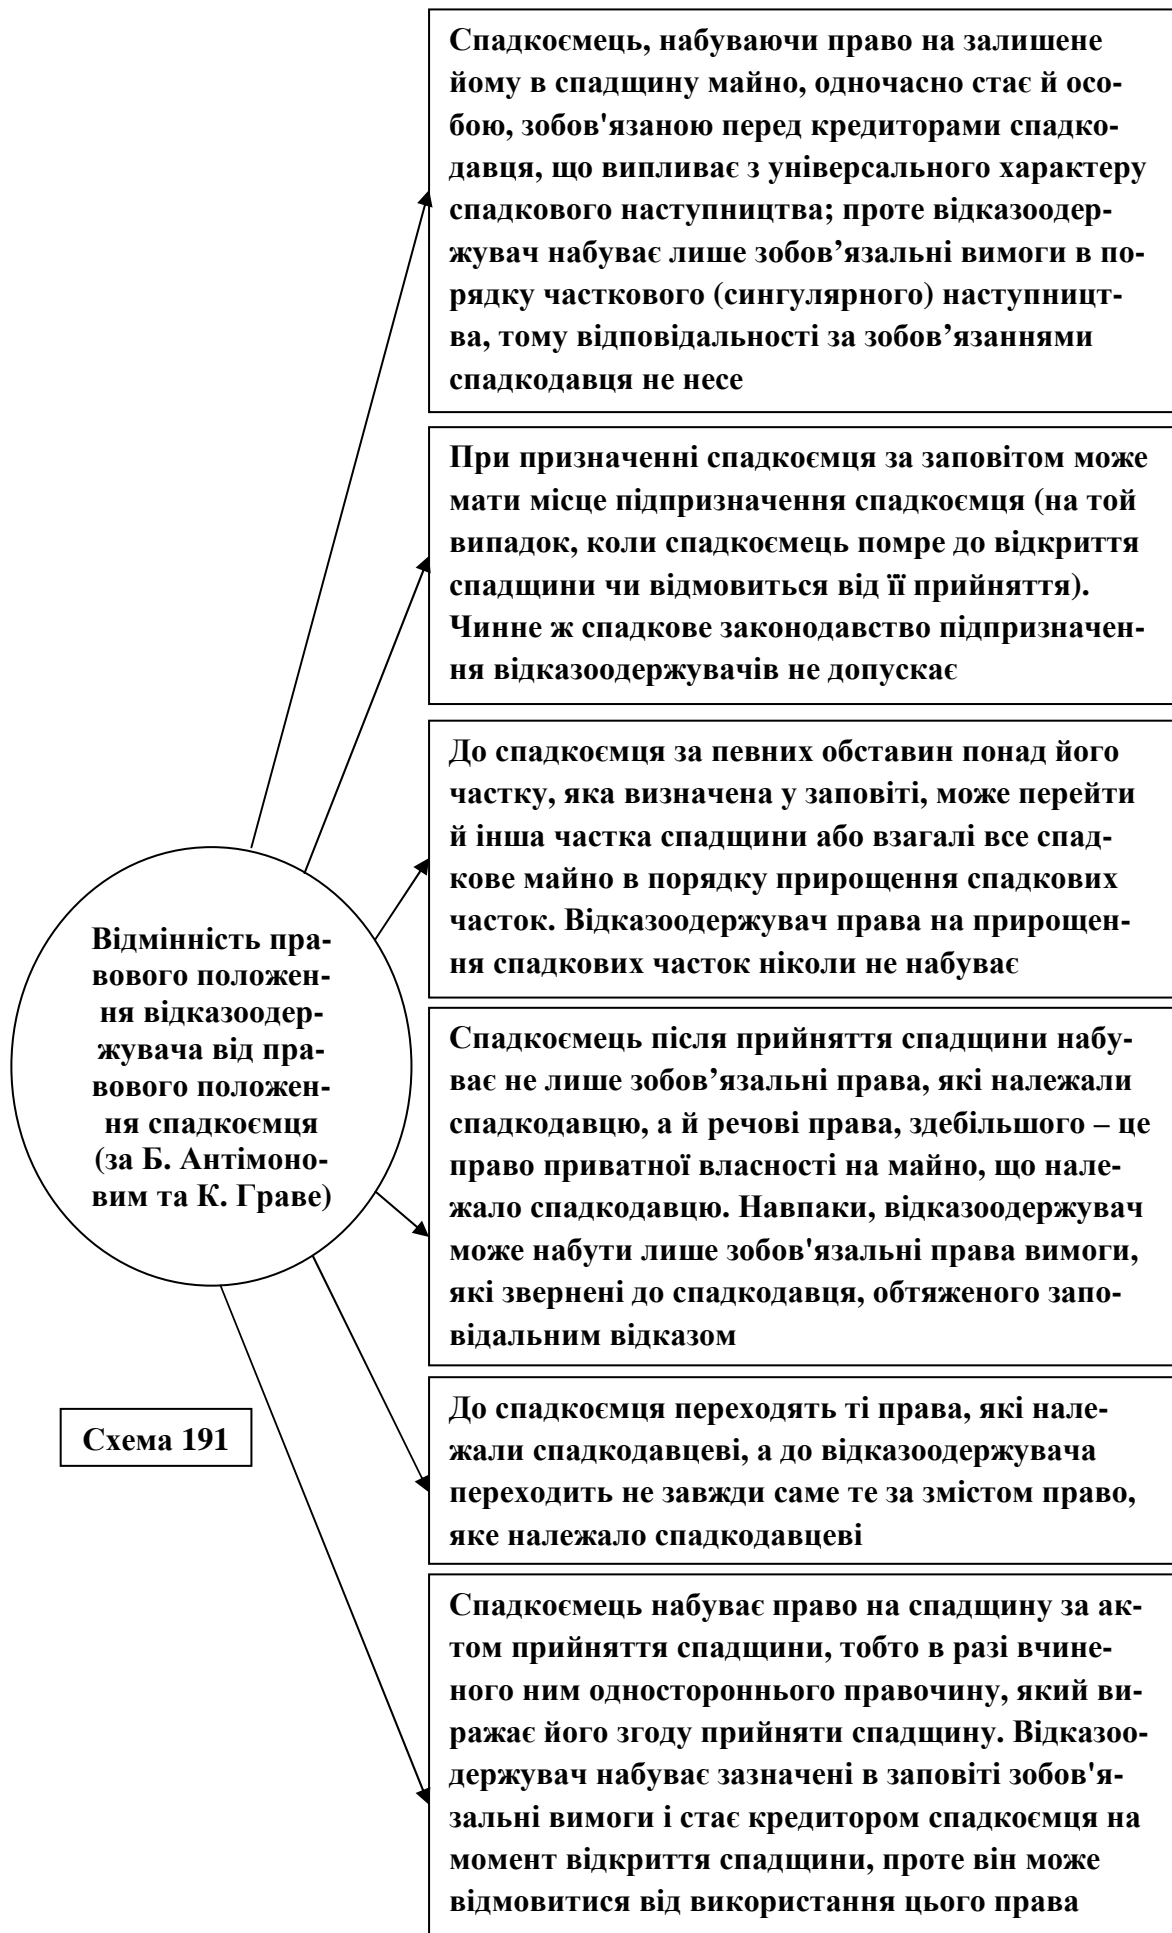 Спадкоємець, набуваючи право на залишене
йому в спадщину майно, одночасно стає й осо-
бою, зобов'язаною перед кредиторами спадко-
давця, що випливає з універсального характеру
спадкового наступництва; проте відказоодер-
жувач набуває лише зобов’язальні вимоги в по-
рядку часткового (сингулярного) наступницт-
ва, тому відповідальності за зобов’язаннями
спадкодавця не несе
При призначенні спадкоємця за заповітом може
мати місце підпризначення спадкоємця (на той
випадок, коли спадкоємець помре до відкриття
спадщини чи відмовиться від її прийняття).
Чинне ж спадкове законодавство підпризначен-
ня відказоодержувачів не допускає
До спадкоємця за певних обставин понад його
частку, яка визначена у заповіті, може перейти
й інша частка спадщини або взагалі все спад-
кове майно в порядку прирощення спадкових
часток. Відказоодержувач права на прирощен-
ня спадкових часток ніколи не набуває
Відмінність пра-
вового положен-
ня відказоодер-
жувача від пра-
вового положен-
ня спадкоємця
(за Б. Антімоно-
вим та К. Граве)
Спадкоємець після прийняття спадщини набу-
ває не лише зобов’язальні права, які належали
спадкодавцю, а й речові права, здебільшого – це
право приватної власності на майно, що нале-
жало спадкодавцю. Навпаки, відказоодержувач
може набути лише зобов'язальні права вимоги,
які звернені до спадкодавця, обтяженого запо-
відальним відказом
До спадкоємця переходять ті права, які нале-
жали спадкодавцеві, а до відказоодержувача
переходить не завжди саме те за змістом право,
яке належало спадкодавцеві
Схема 191
Спадкоємець набуває право на спадщину за ак-
том прийняття спадщини, тобто в разі вчине-
ного ним одностороннього правочину, який ви-
ражає його згоду прийняти спадщину. Відказоо-
держувач набуває зазначені в заповіті зобов'я-
зальні вимоги і стає кредитором спадкоємця на
момент відкриття спадщини, проте він може
відмовитися від використання цього права